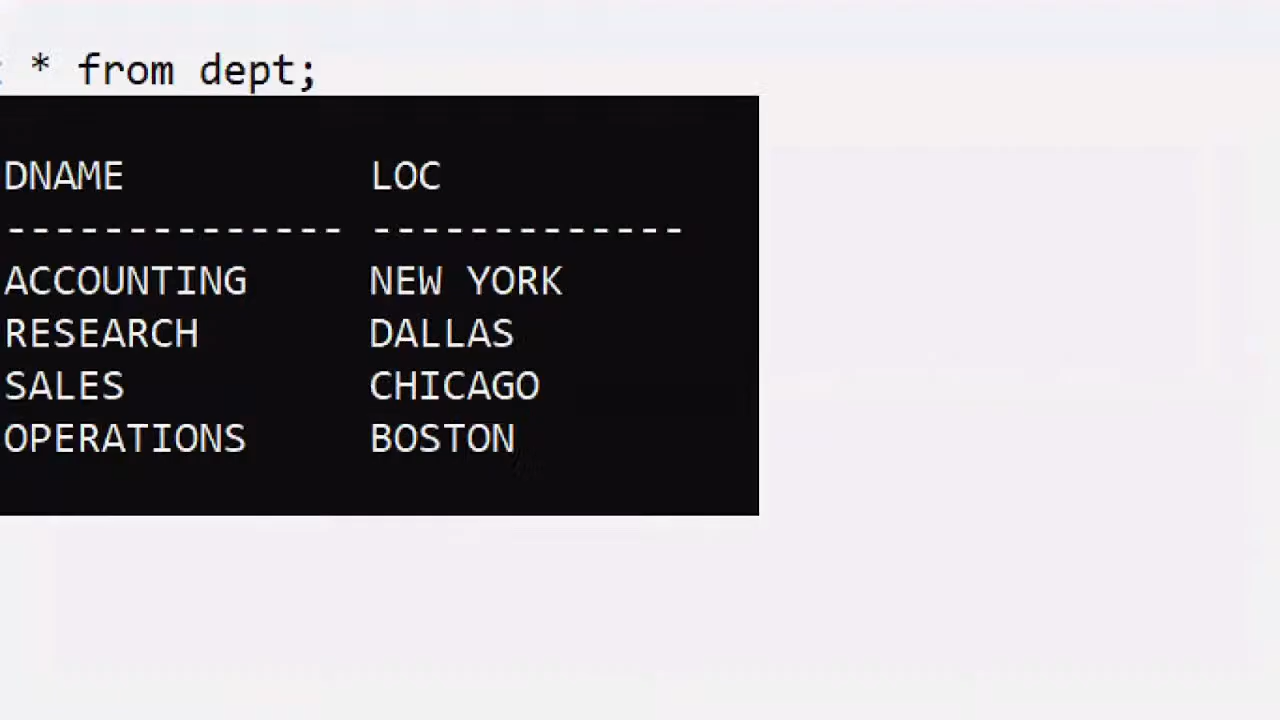 * from dept;
DNAME LOC
-------------- -------------
ACCOUNTING NEW YORK
RESEARCH DALLAS
SALES CHICAGO
OPERATIONS BOSTON